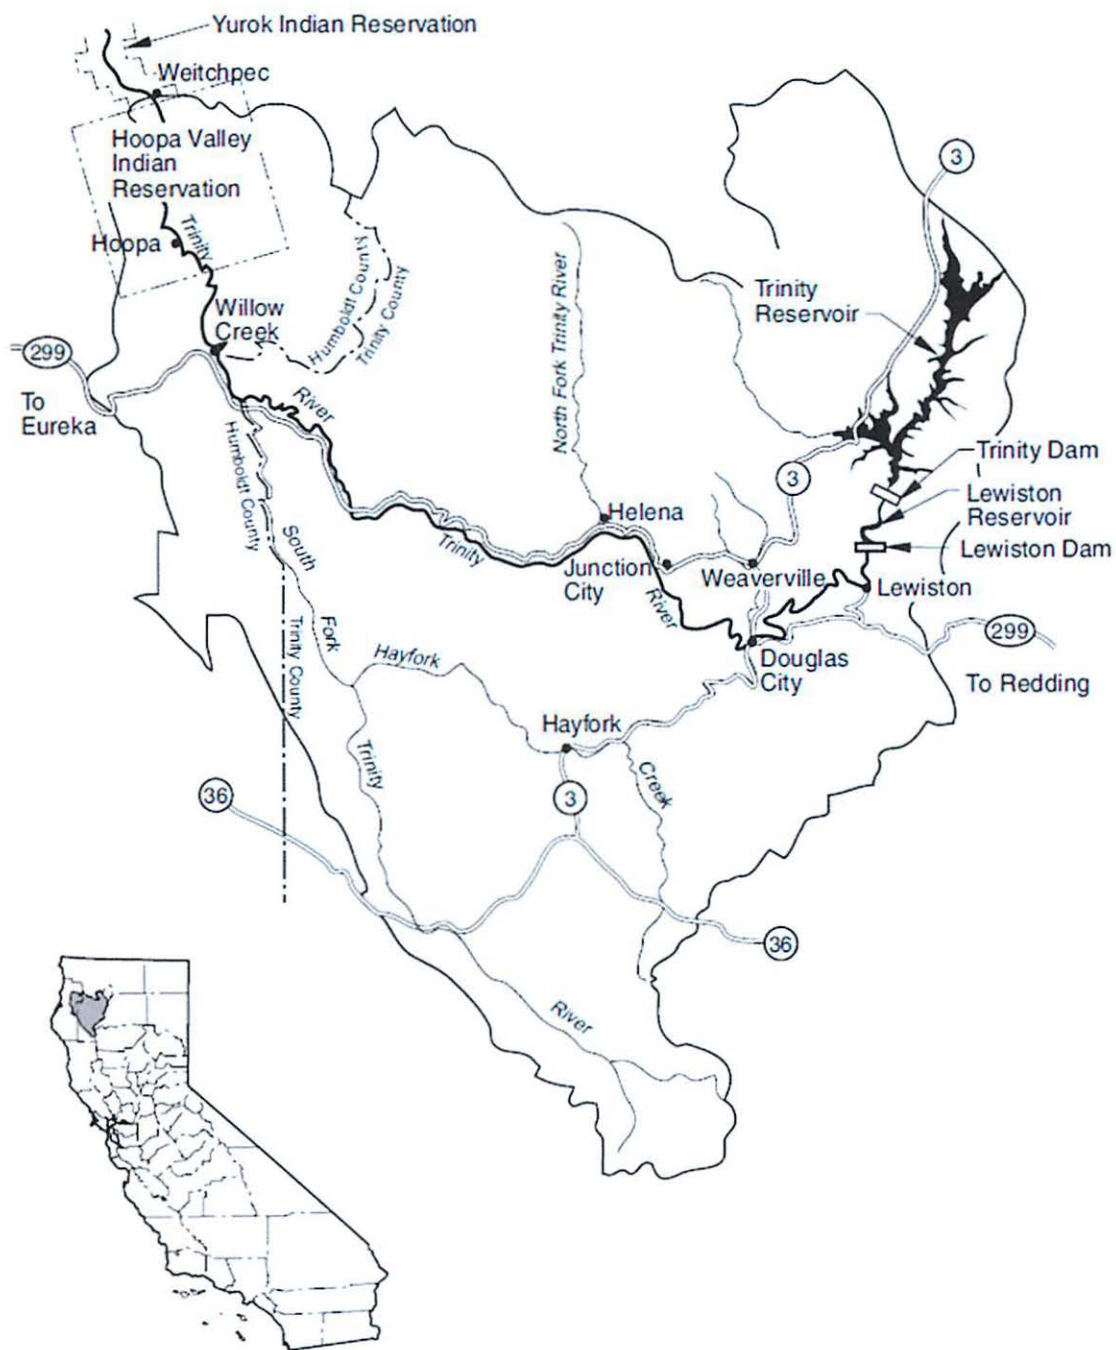 Yurok Indian Reservation
Weitchpec
Hoopa Valley
Indian
Reservation
3
Trinity
Hoopa
Humboldt County
Trinity County
North Fork Trinity River
Trinity
Reservoir
Willow
Creek
299
To
Eureka
River
Humboldt County
3
Trinity Dam
Lewiston
Reservoir
Helena
Lewiston Dam
South
Trinity
Junction
City
Weaverville
Lewiston
River
Fork
Trinity County
299
Hayfork
Douglas
City
To Redding
Hayfork
Trinity
Creek
36
3
36
River